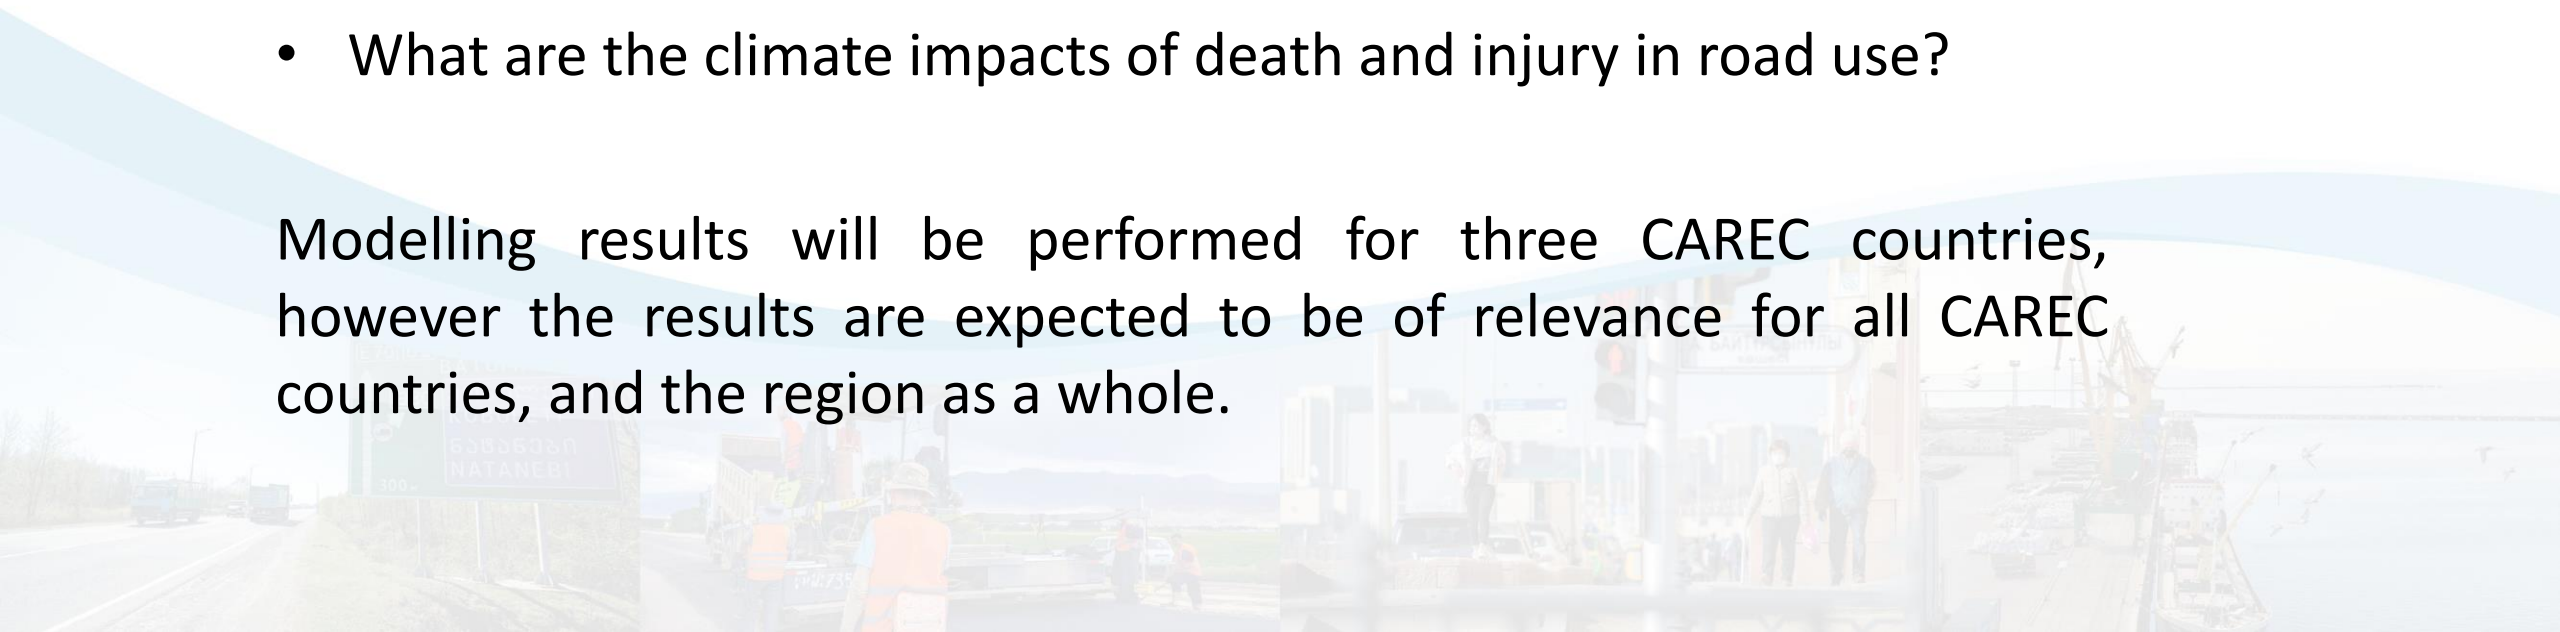 • What are the climate impacts of death and injury in road use?
Modelling results will be performed for three CAREC countries,
however the results are expected to be of relevance for all CAREC
countries, and the region as a whole.
NATANEBI
300 м